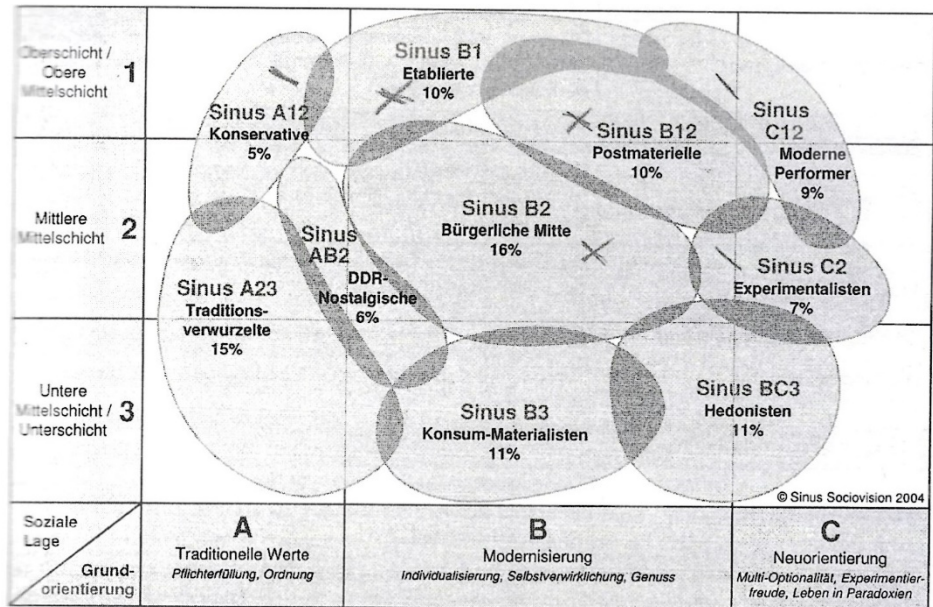 Oberschicht /
Obere
Mittelschicht
1
Sinus B1
Etablierte
10%
Sinus A12
Konservative
5%
Sinus B12
Postmaterielle
10%
Sinus
C12
Moderne
Performer
9%
Mittlere
Mittelschicht
2
Sinus
AB2
DDR-
Nostalgische
6%
Sinus B2
Bürgerliche Mitte
16%
Sinus C2
Experimentalisten
7%
Sinus A23
Traditions-
verwurzelte
15%
Untere
Mittelschicht /
Unterschicht
3
Sinus B3
Konsum-Materialisten
11%
Sinus BC3
Hedonisten
11%
© Sinus Sociovision 2004
Soziale
Lage
Grund-
orientierung
A
Traditionelle Werte
Pflichterfüllung, Ordnung
B
Modernisierung
Individualisierung, Selbstverwirklichung, Genuss
C
Neuorientierung
Multi-Optionalität, Experimentier-
freude, Leben in Paradoxien